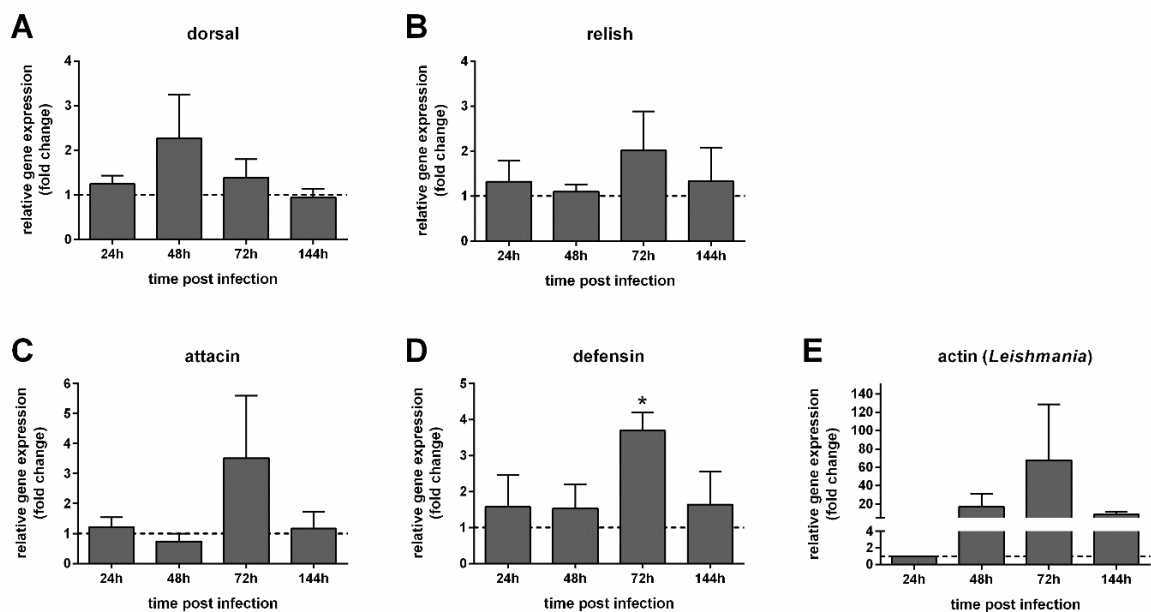 A
dorsal
relative gene expression
(fold change)
4
3
2
1
0
24h 48h 72h 144h
time post infection
B
relish
relative gene expression
(fold change)
4
3
2
1
0
24h 48h 72h 144h
time post infection
C
attacin
relative gene expression
(fold change)
6
5
4
3
2
1
0
24h 48h 72h 144h
time post infection
D
defensin
relative gene expression
(fold change)
5
4
3
2
1
0
*
24h 48h 72h 144h
time post infection
E
actin (Leishmania)
relative gene expression
(fold change)
140
120
100
80
60
40
20
4
2
0
24h 48h 72h 144h
time post infection